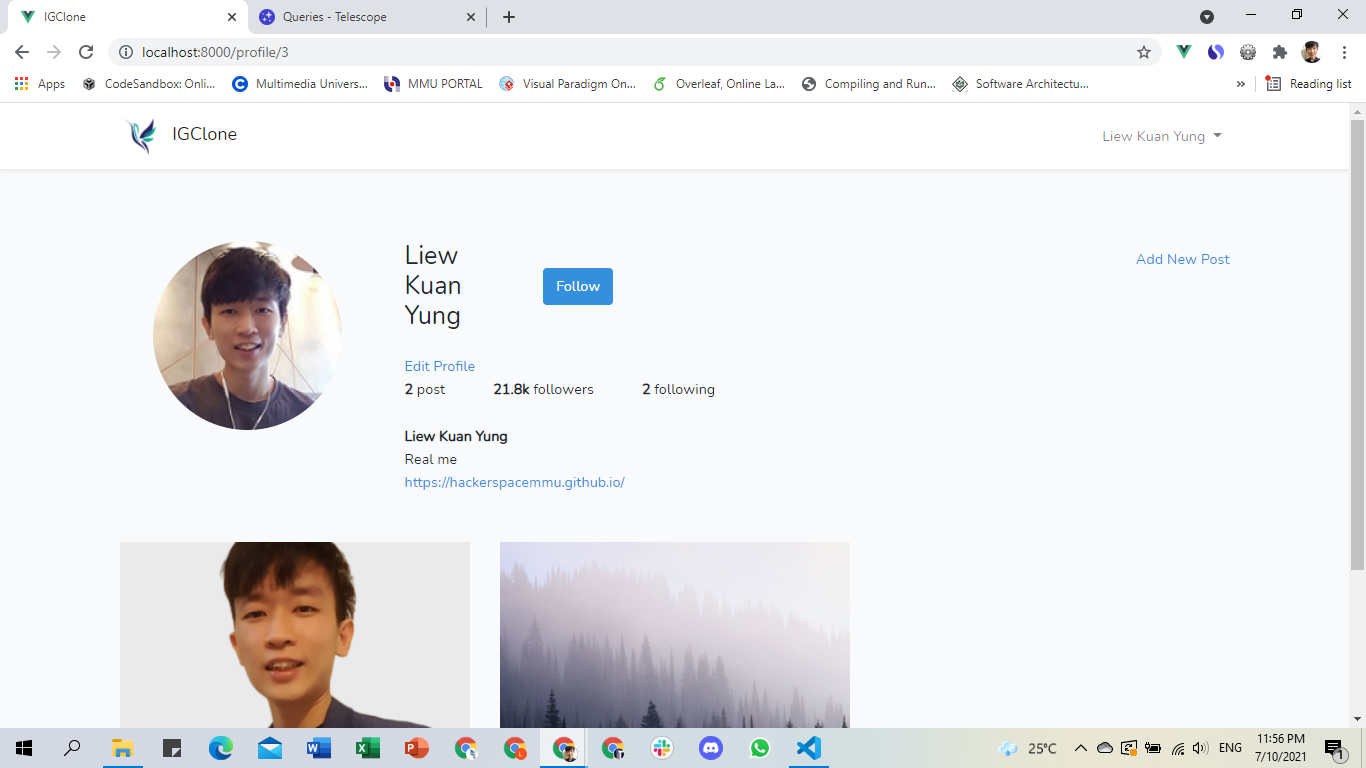 IGClone
Queries - Telescope
localhost:8000/profile/3
Apps
CodeSandbox: Onli...
Multimedia Univers...
MMU PORTAL
Visual Paradigm On...
Overleaf, Online La...
Compiling and Run...
Software Architectu...
»
Reading list
IGClone
Liew Kuan Yung
Liew
Kuan
Yung
Follow
Add New Post
Edit Profile
2 post 21.8k followers 2 following
Liew Kuan Yung
Real me
https://hackerspacemmu.github.io/
25°C
ENG
11:56 PM
7/10/2021
1